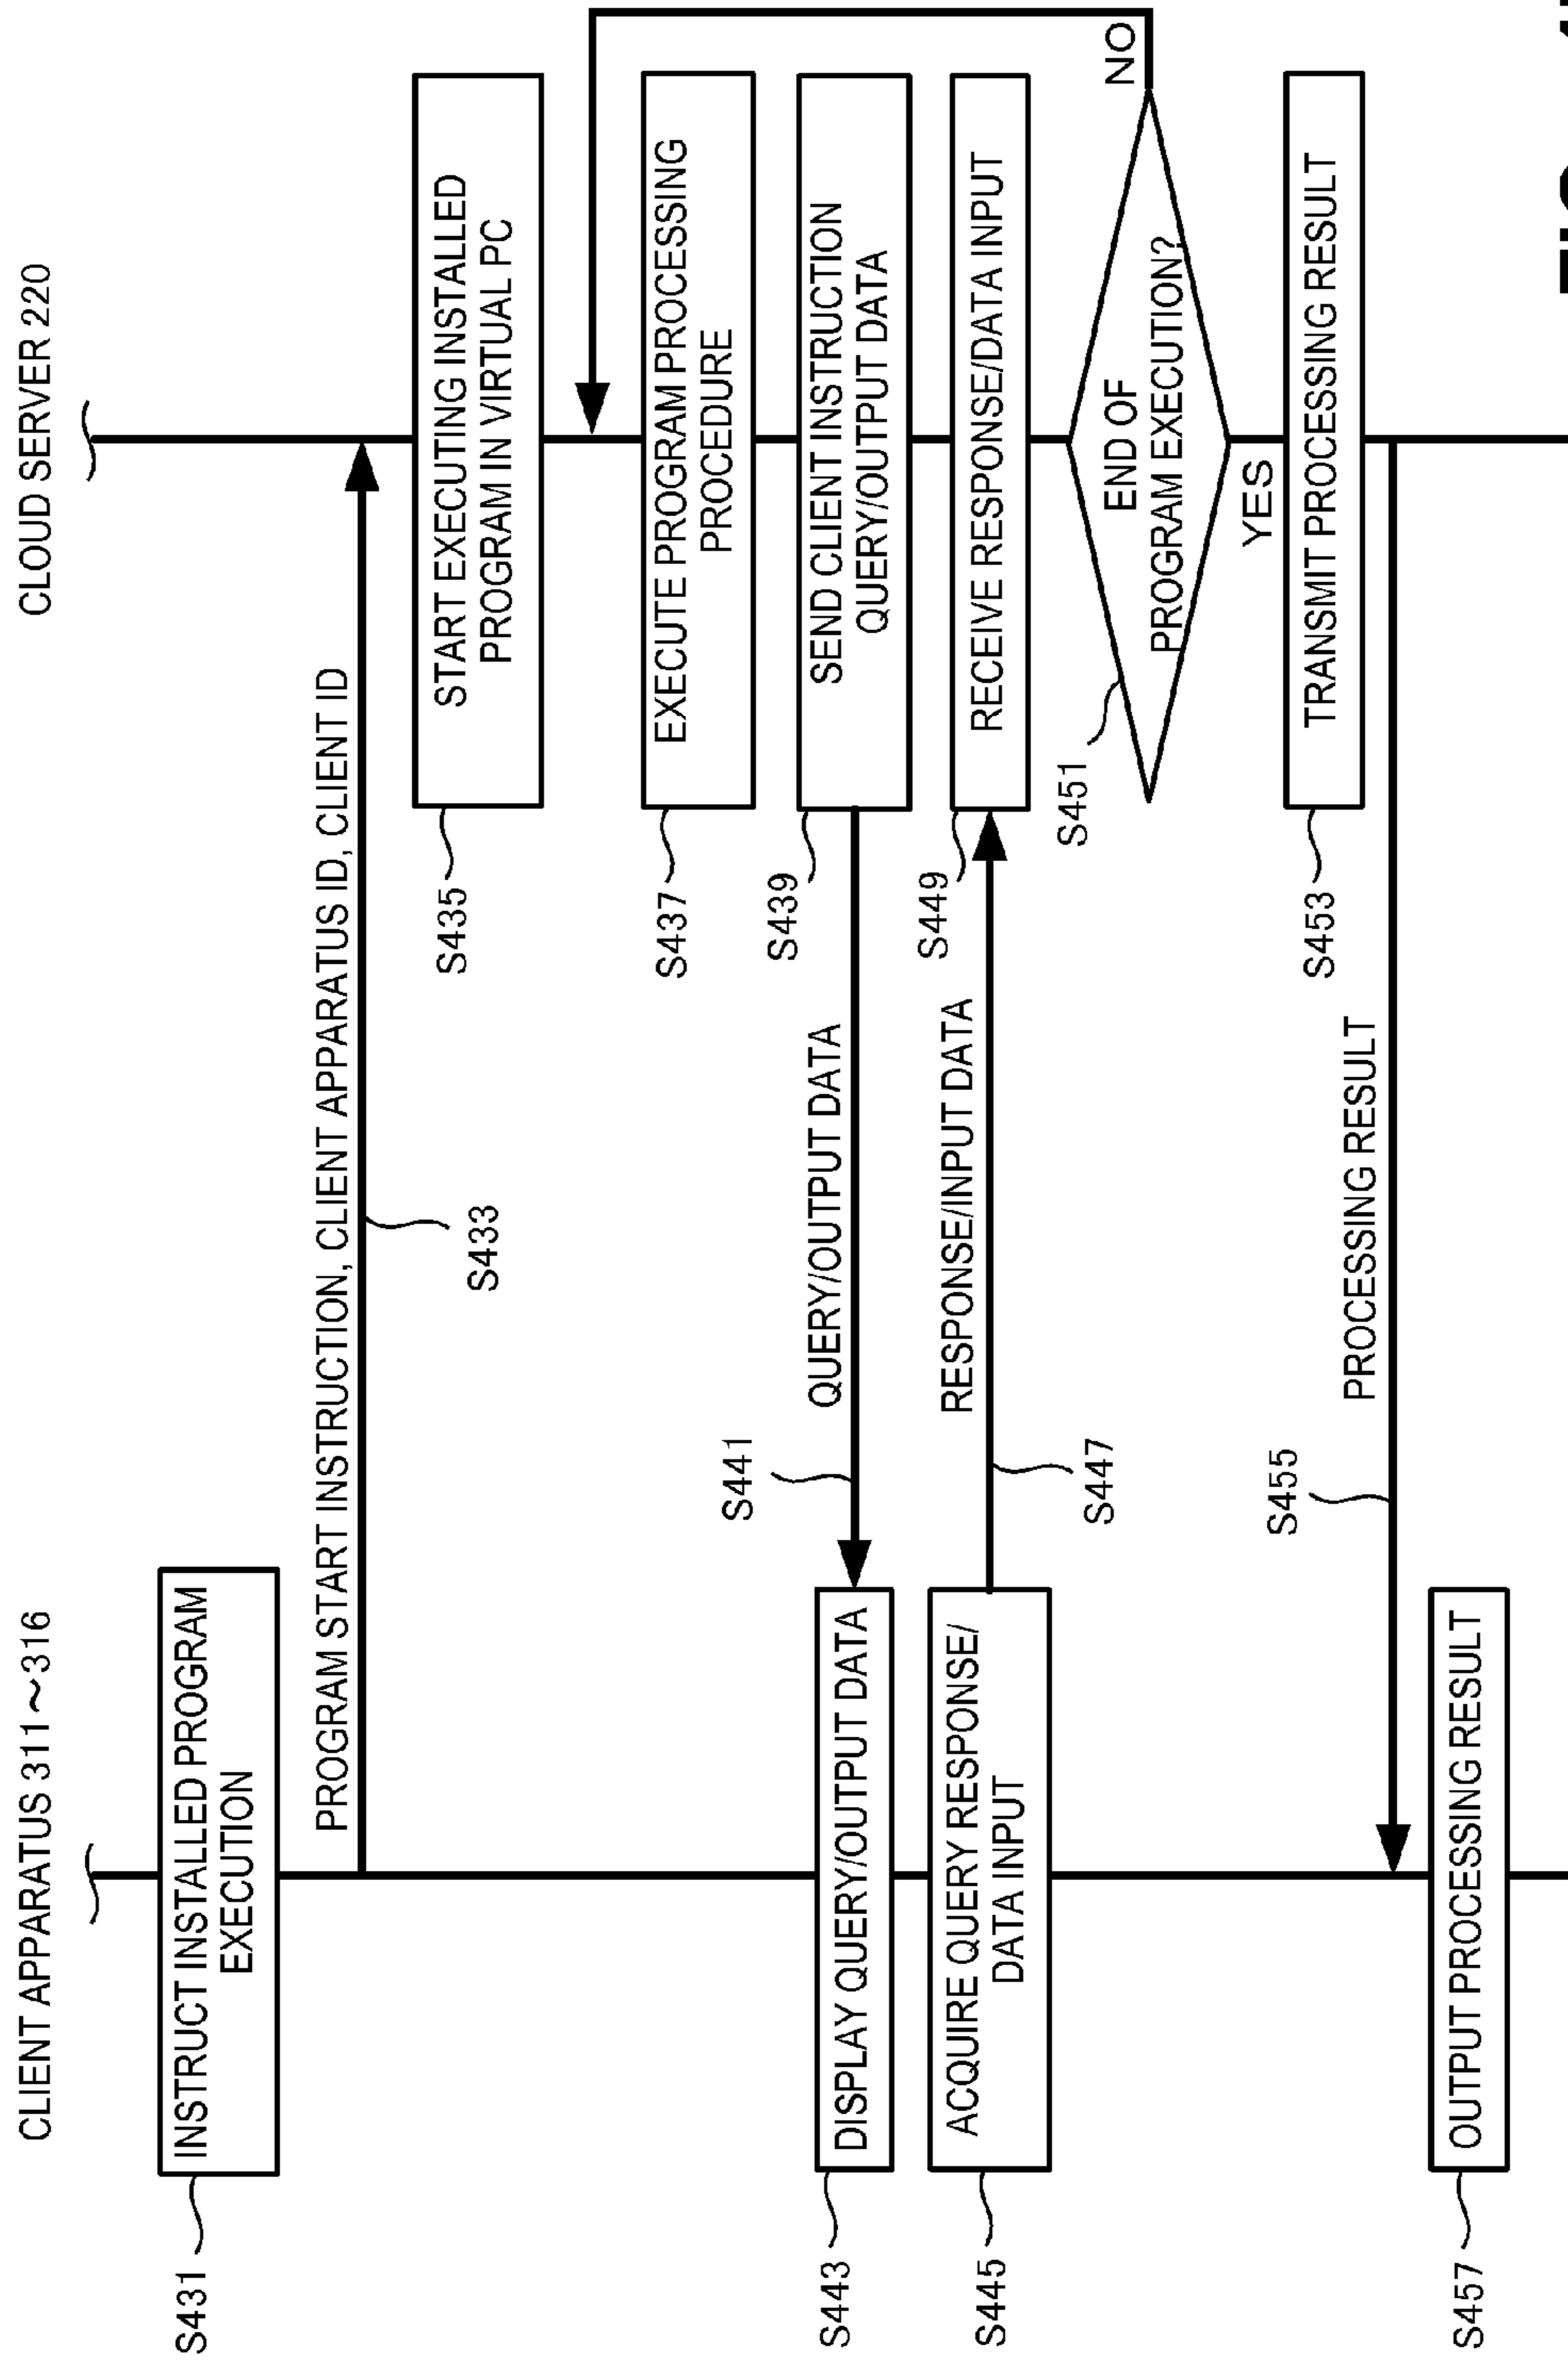 CLIENT APPARATUS 311~316
CLOUD SERVER 220
S431
INSTRUCT INSTALLED PROGRAM
EXECUTION
PROGRAM START INSTRUCTION, CLIENT APPARATUS ID, CLIENT ID
S433
S435
START EXECUTING INSTALLED
PROGRAM IN VIRTUAL PC
S437
EXECUTE PROGRAM PROCESSING
PROCEDURE
S439
SEND CLIENT INSTRUCTION
QUERY/OUTPUT DATA
S441
QUERY/OUTPUT DATA
S443
DISPLAY QUERY/OUTPUT DATA
S445
ACQUIRE QUERY RESPONSE/
DATA INPUT
RESPONSE/INPUT DATA
S447
S449
RECEIVE RESPONSE/DATA INPUT
S451
END OF
PROGRAM EXECUTION?
NO
YES
S453
TRANSMIT PROCESSING RESULT
S455
PROCESSING RESULT
S457
OUTPUT PROCESSING RESULT